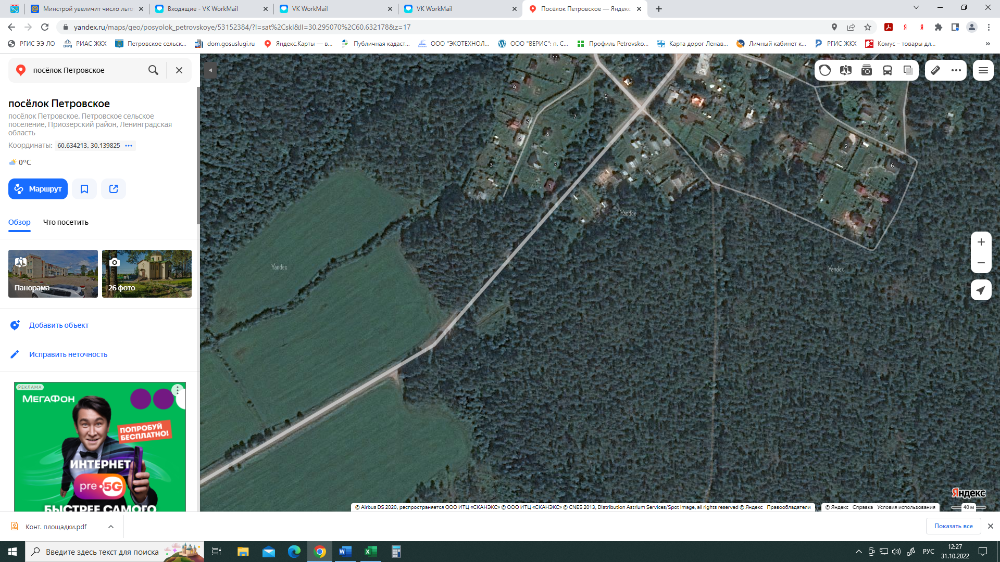 Минстрой увеличит число льго
Входящие - VK WorkMail
VK WorkMail
VK WorkMail
Посёлок Петровское — Яндекс
yandex.ru/maps/geo/posyolok_petrovskoye/53152384/?l=sat%2Cskl&ll=30.295070%2C60.632178&z=17
РГИС ЭЭ ЛО
РИАС ЖКХ
Петровское сельск...
dom.gosuslugi.ru
Яндекс.Карты — в...
Публичная кадаст...
ООО "ЭКОТЕХНОЛ...
ООО "ВЕРИС": п. С...
Профиль Petrovsko...
Карта дорог Ленав...
Личный кабинет к...
РГИС ЖКХ
Комус – товары дл...
»
посёлок Петровское
посёлок Петровское
посёлок Петровское, Петровское сельское
поселение, Приозерский район, Ленинградская
область
Координаты: 60.634213, 30.139825
0°C
Маршрут
Обзор
Что посетить
Панорама
26 фото
Добавить объект
Исправить неточность
РЕКЛАМА
МЕГАФОН
ПОПРОБУЙ
БЕСПЛАТНО!
ИНТЕРНЕТ
pre 5G
БЫСТРЕЕ САМОГО
11
10
9
9
7
7
5
5
3
3
1
1
2
6
Yandex
Yandex
Yandex
Яндекс
© Airbus DS 2020, распространяется ООО ИТЦ «СКАНЭКС» © ООО ИТЦ «СКАНЭКС» © CNES 2013, Distribution Astrium Services/Spot Image, all rights reserved © Яндекс Правообладатели
© Яндекс Справка Условия использования
40 м
Конт. площадки.pdf
Показать все
Введите здесь текст для поиска
РУС
12:27
31.10.2022